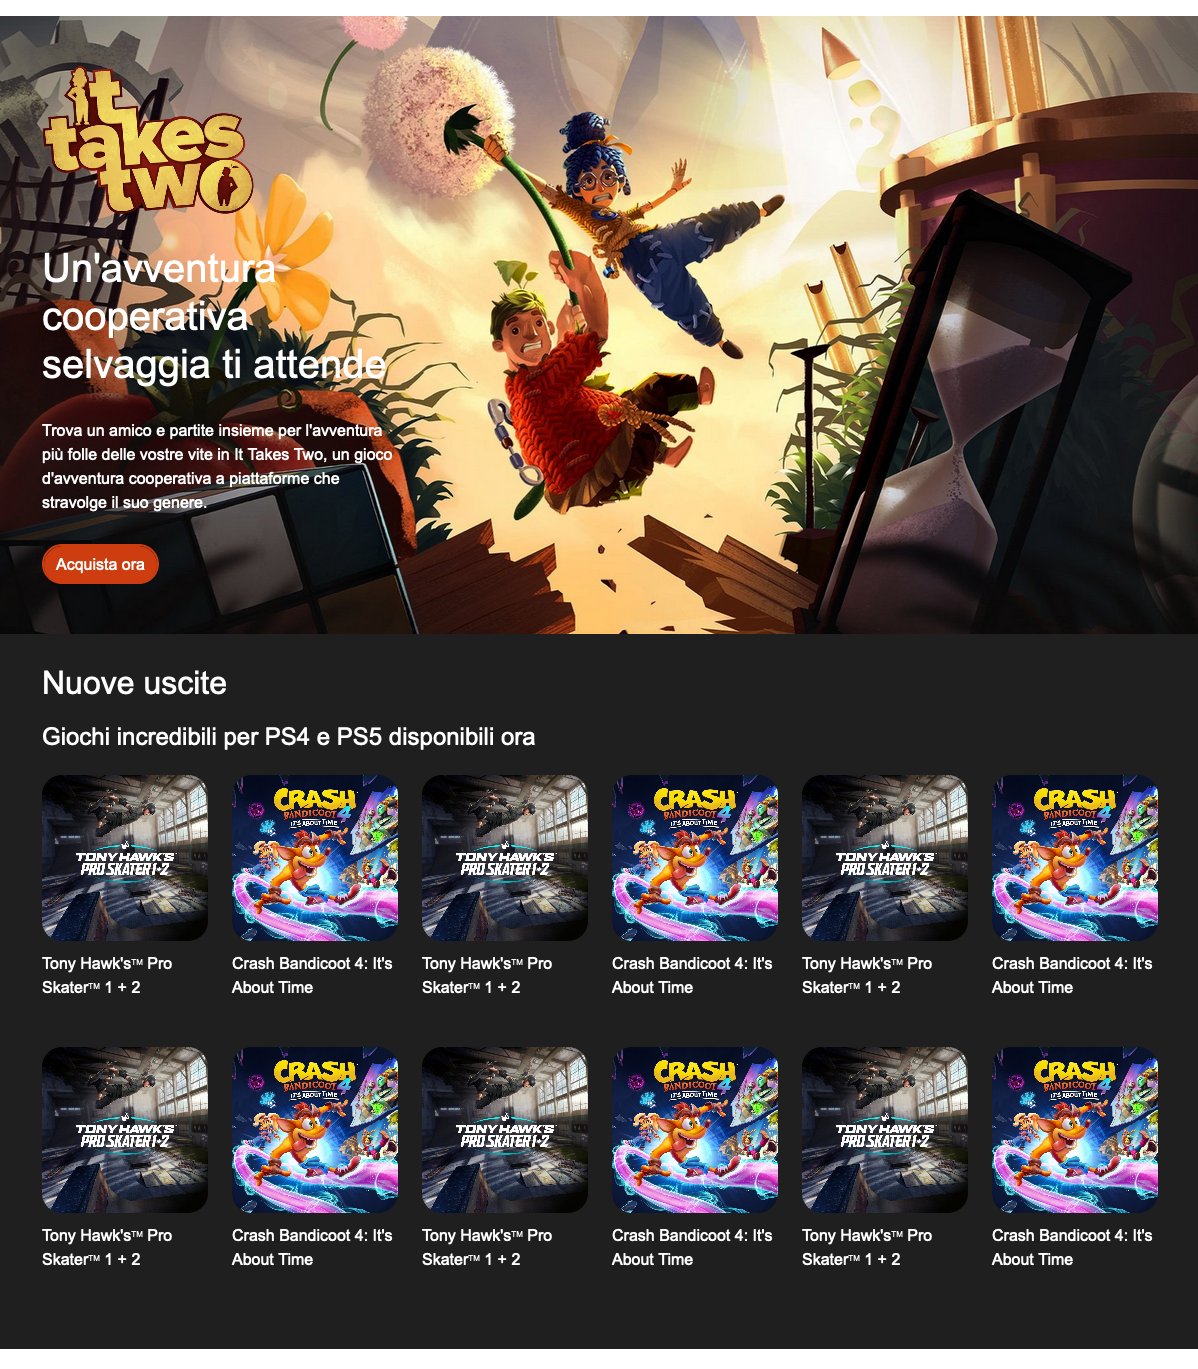 it
takes
two
Un'avventura
cooperativa
selvaggia ti attende
Trova un amico e partite insieme per l'avventura
più folle delle vostre vite in It Takes Two, un gioco
d'avventura cooperativa a piattaforme che
stravolge il suo genere.
Acquista ora
Nuove uscite
Giochi incredibili per PS4 e PS5 disponibili ora
TONY HAWK'S
PRO SKATER 1+2
CRASH
BANDICOOT 4
IT'S ABOUT TIME
TONY HAWK'S
PRO SKATER 1+2
CRASH
BANDICOOT 4
IT'S ABOUT TIME
TONY HAWK'S
PRO SKATER 1+2
CRASH
BANDICOOT 4
IT'S ABOUT TIME
Tony Hawk's™ Pro
Skater™ 1 + 2
Crash Bandicoot 4: It's
About Time
Tony Hawk's™ Pro
Skater™ 1 + 2
Crash Bandicoot 4: It's
About Time
Tony Hawk's™ Pro
Skater™ 1 + 2
Crash Bandicoot 4: It's
About Time
TONY HAWK'S
PRO SKATER 1+2
CRASH
BANDICOOT 4
IT'S ABOUT TIME
TONY HAWK'S
PRO SKATER 1+2
CRASH
BANDICOOT 4
IT'S ABOUT TIME
TONY HAWK'S
PRO SKATER 1+2
CRASH
BANDICOOT 4
IT'S ABOUT TIME
Tony Hawk's™ Pro
Skater™ 1 + 2
Crash Bandicoot 4: It's
About Time
Tony Hawk's™ Pro
Skater™ 1 + 2
Crash Bandicoot 4: It's
About Time
Tony Hawk's™ Pro
Skater™ 1 + 2
Crash Bandicoot 4: It's
About Time